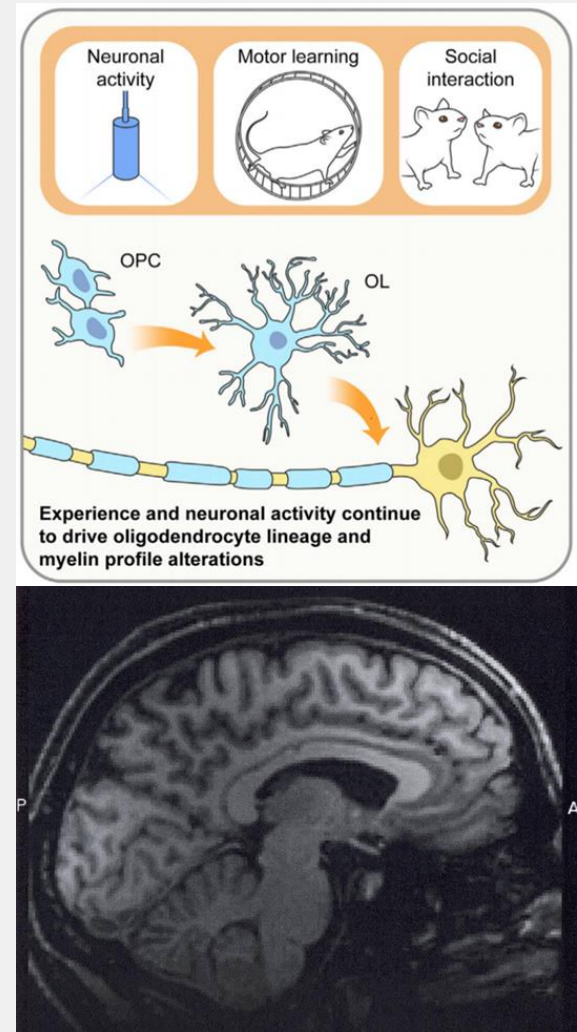 Neuronal
activity
Motor learning
Social
interaction
OPC
OL
Experience and neuronal activity continue
to drive oligodendrocyte lineage and
myelin profile alterations
P
A